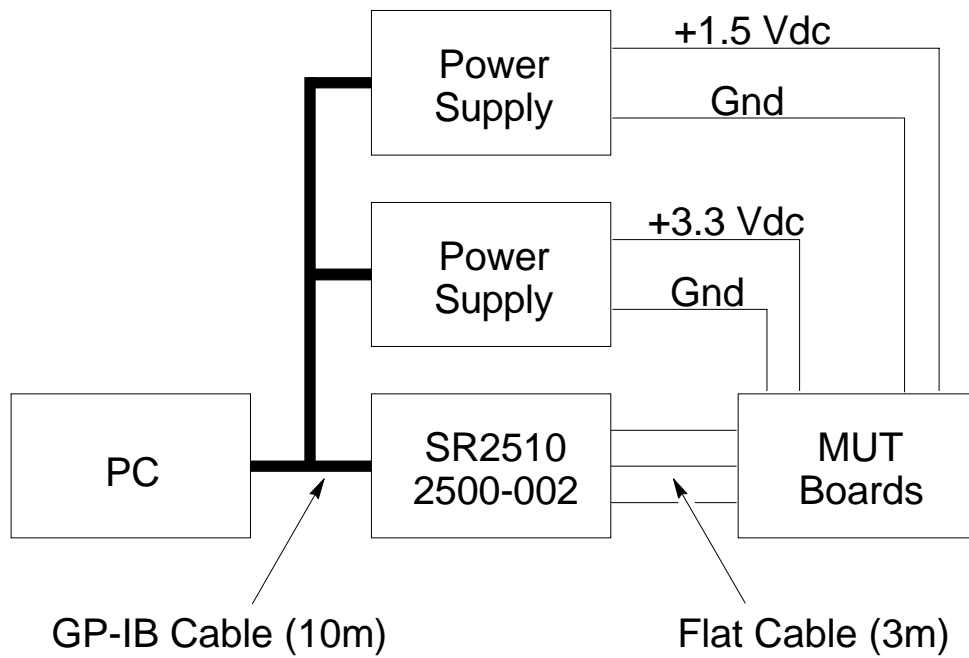 Power
Supply
+1.5 Vdc
Gnd
Power
Supply
+3.3 Vdc
Gnd
PC
SR2510
2500-002
MUT
Boards
GP-IB Cable (10m)
Flat Cable (3m)